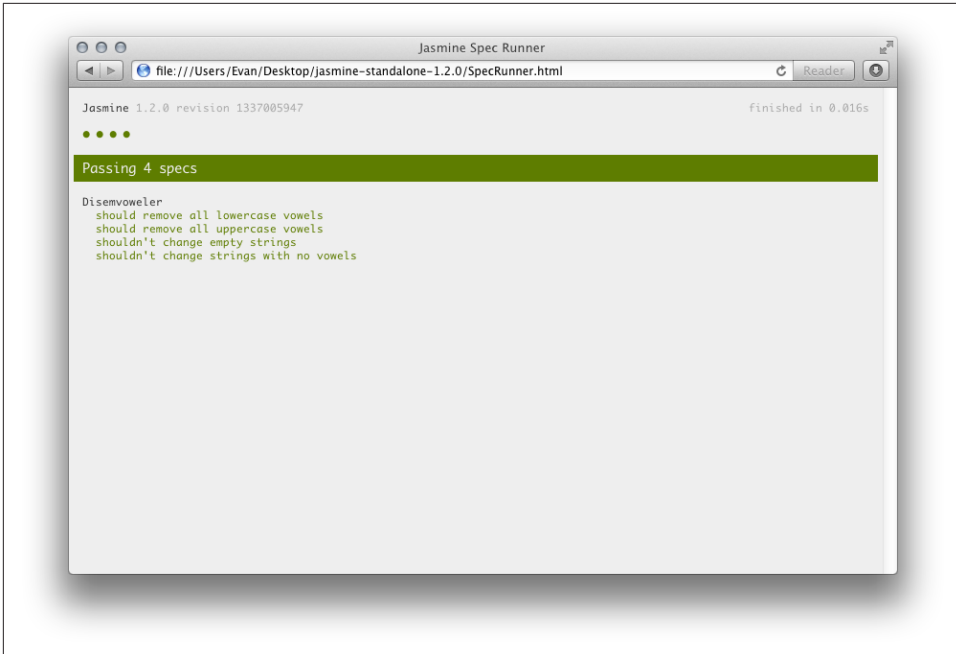 Jasmine Spec Runner
file:///Users/Evan/Desktop/jasmine-standalone-1.2.0/SpecRunner.html
Reader
Jasmine 1.2.0 revision 1337005947
finished in 0.016s
Passing 4 specs
Disemvoweler
should remove all lowercase vowels
should remove all uppercase vowels
shouldn't change empty strings
shouldn't change strings with no vowels